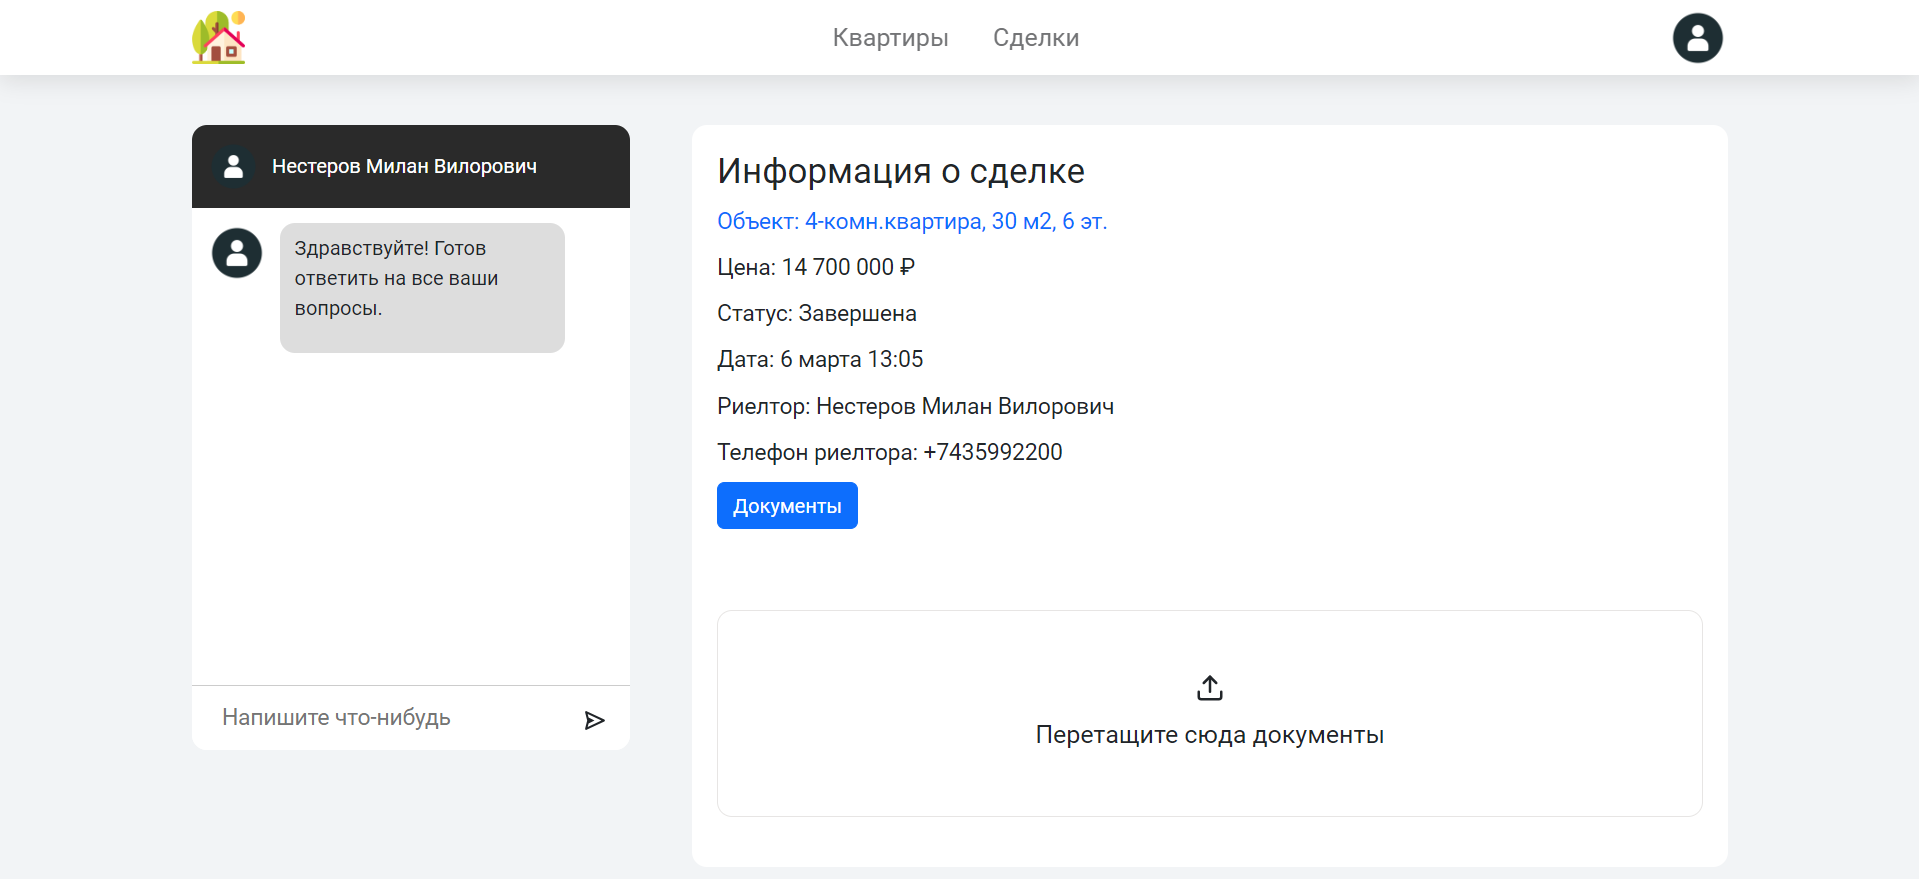 Квартиры
Сделки
Нестеров Милан Вилорович
Здравствуйте! Готов
ответить на все ваши
вопросы.
Напишите что-нибудь
Информация о сделке
Объект: 4-комн.квартира, 30 м2, 6 эт.
Цена: 14 700 000 ₽
Статус: Завершена
Дата: 6 марта 13:05
Риелтор: Нестеров Милан Вилорович
Телефон риелтора: +7435992200
Документы
Перетащите сюда документы